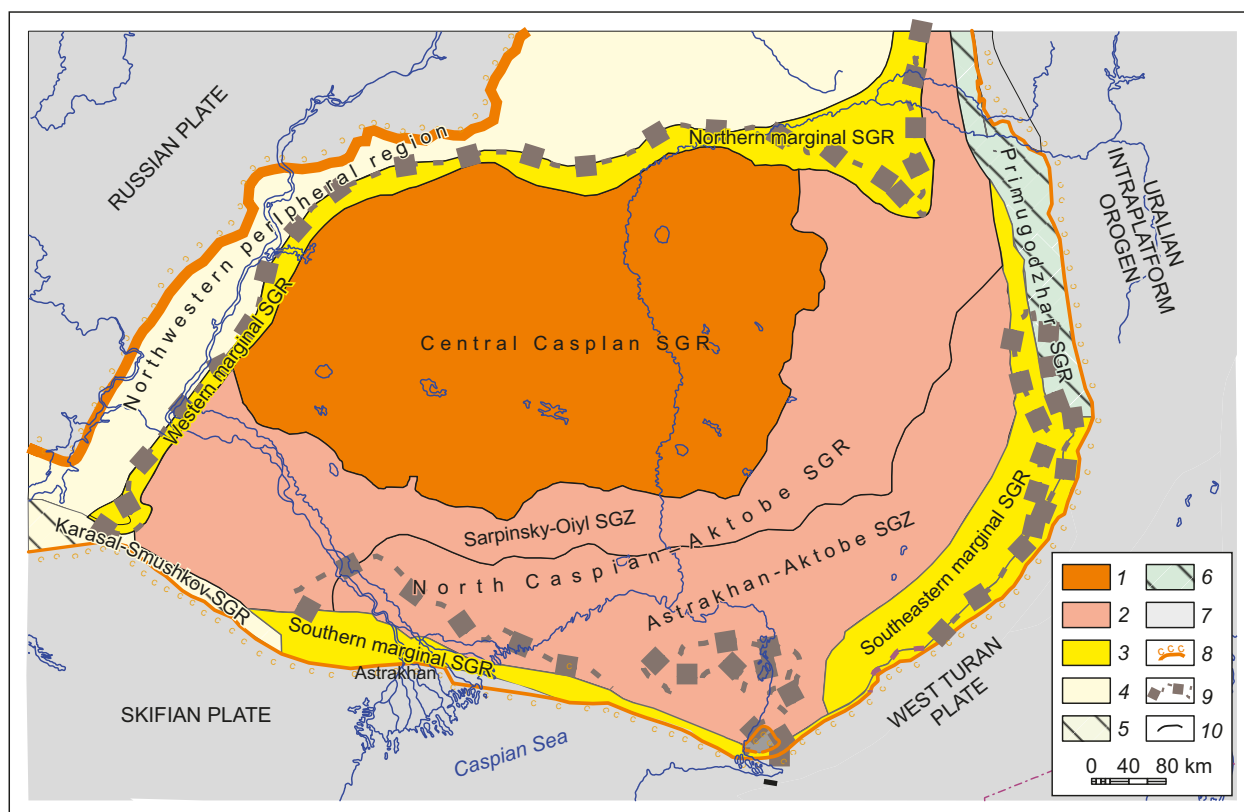 RUSSIAN PLATE
Northwestern perIpheral region
Northern marginal SGR
Primugodzhar SGR
URALIAN
INTRAPLATFORM
OROGEN
Western marginal SGR
Central CaspIan SGR
Sarpinsky-Oiyl SGZ
North Caspian-Aktobe SGR
Astrakhan-Aktobe SGZ
Karasal-Smushkov SGR
Southern marginal SGR
Southeastern marginal SGR
Astrakhan
SKIFIAN PLATE
Caspian Sea
WEST TURAN
PLATE
1
2
3
4
5
6
7
c c c 8
9
10
0 40 80 km